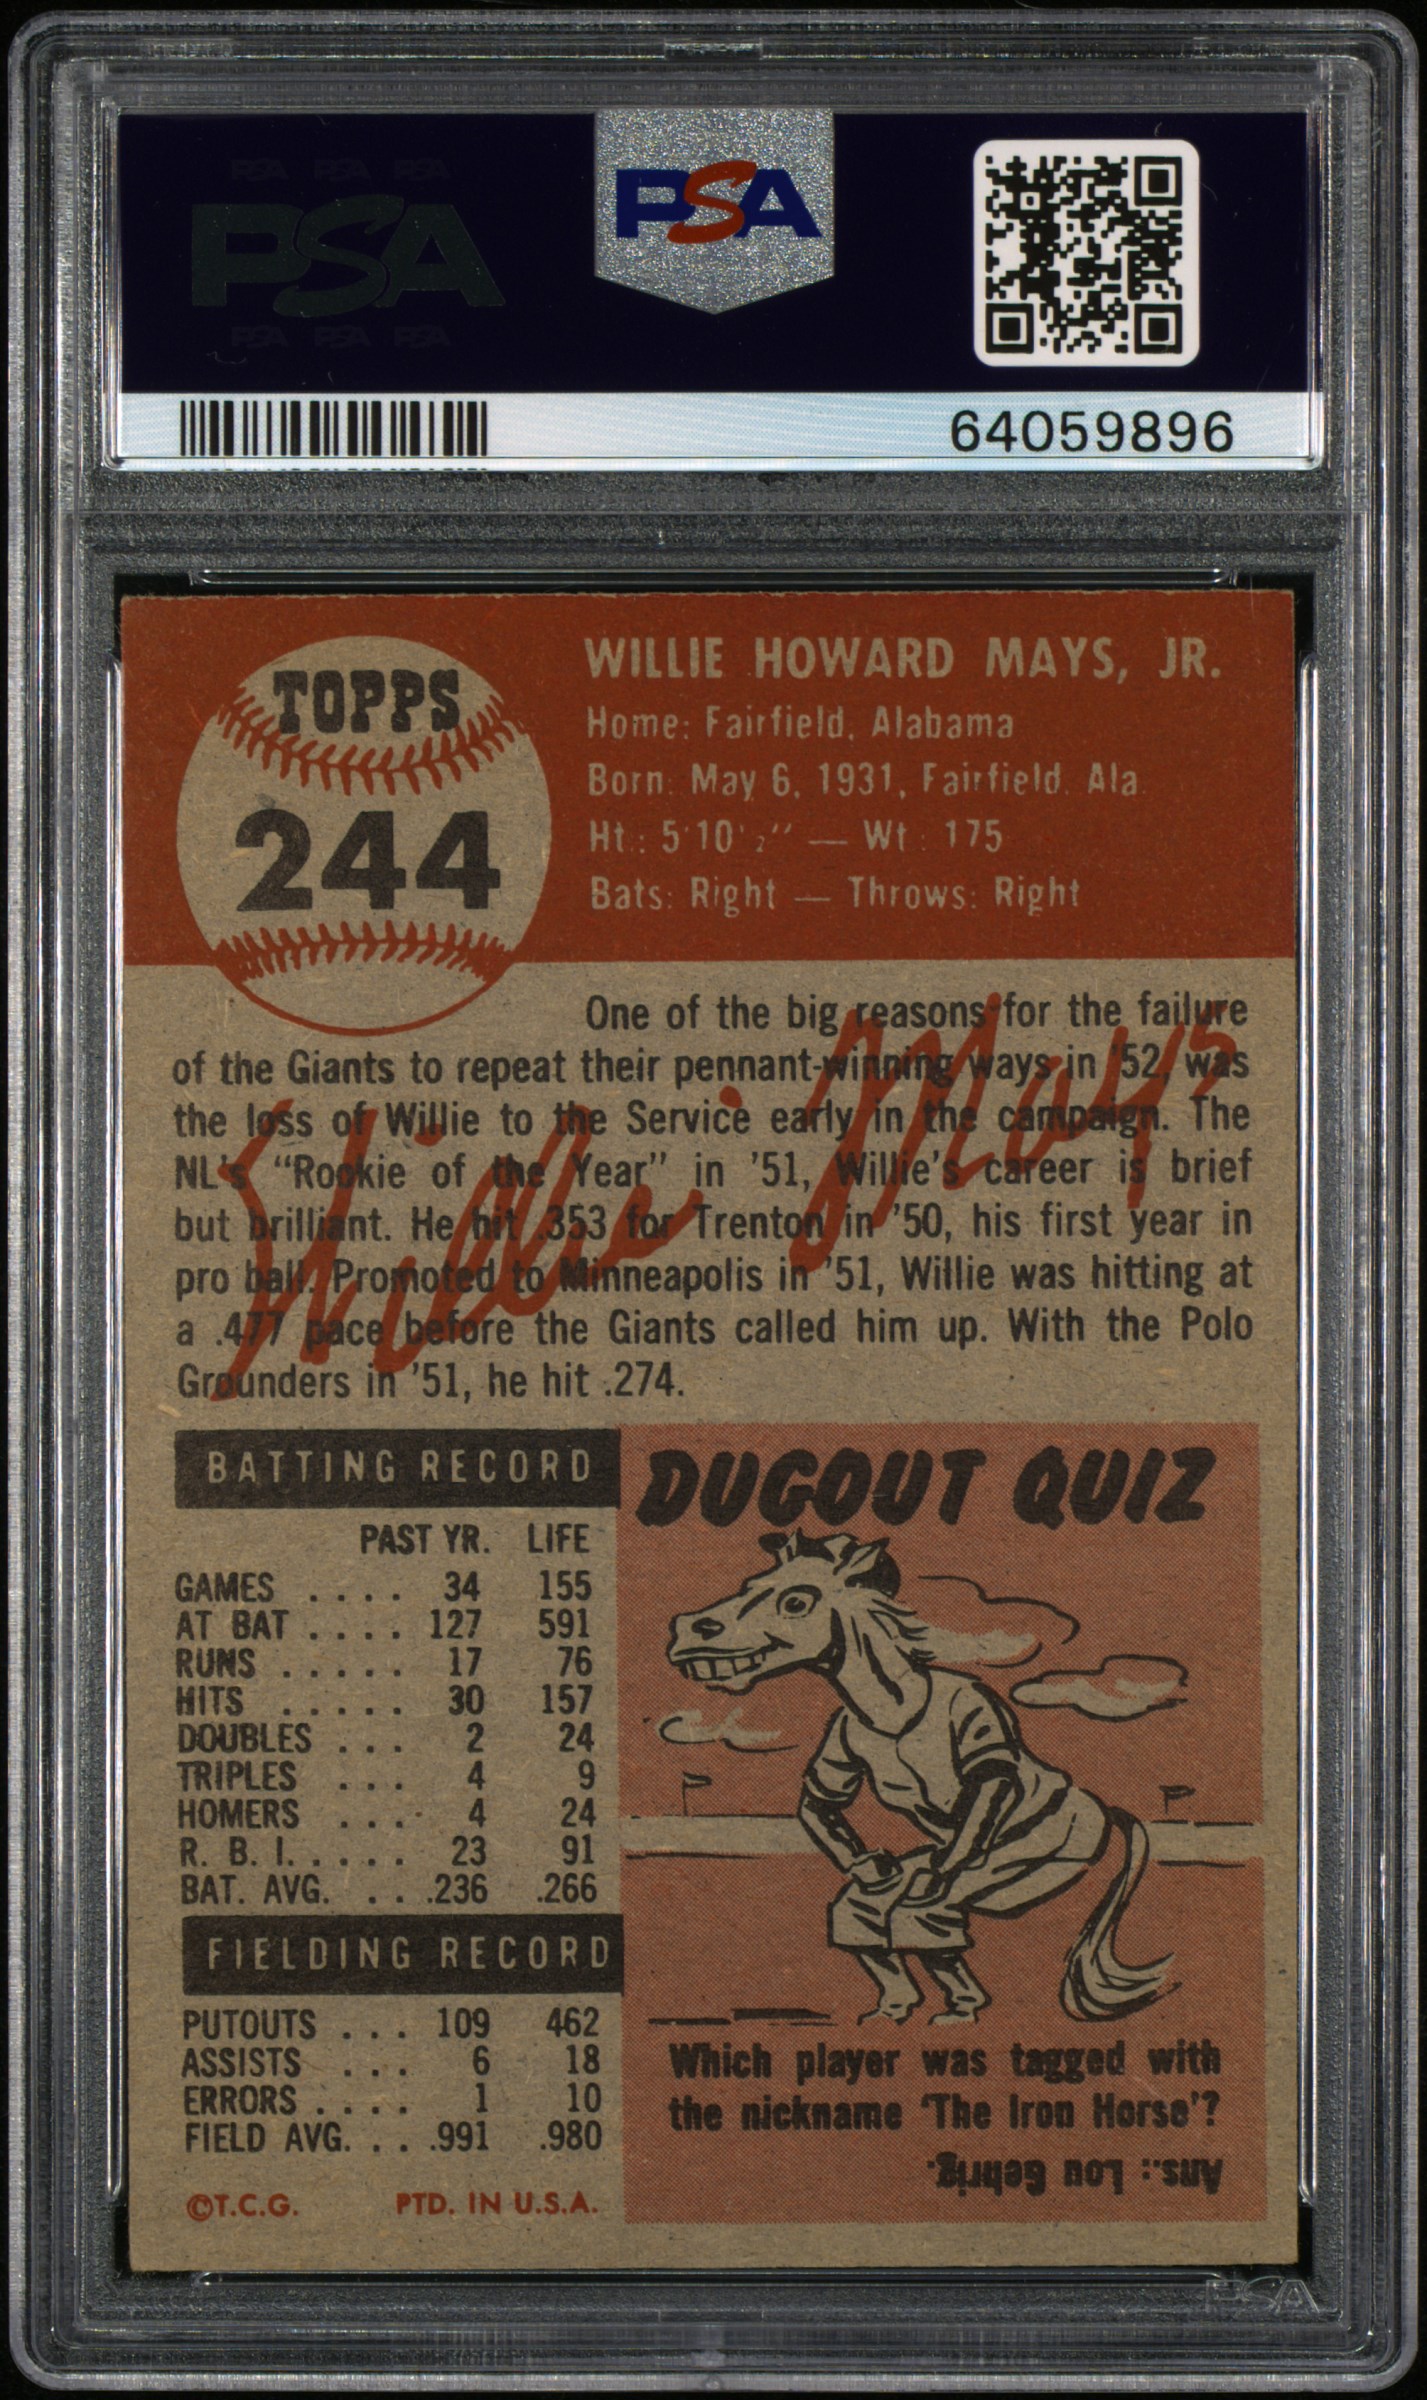 PSA PSA PSA
PSA
PSA PSA PSA
PSA
64059896
TOPPS
244
WILLIE HOWARD MAYS, JR.
Home: Fairfield, Alabama
Born: May 6, 1931, Fairfield, Ala.
Ht.: 5'10½" — Wt.: 175
Bats: Right — Throws: Right
One of the big reasons for the failure
of the Giants to repeat their pennant-winning ways in '52, was
the loss of Willie to the Service early in the campaign. The
NL's "Rookie of the Year" in '51, Willie's career is brief
but brilliant. He hit .353 for Trenton in '50, his first year in
pro ball. Promoted to Minneapolis in '51, Willie was hitting at
a .477 pace before the Giants called him up. With the Polo
Grounders in '51, he hit .274.
Willie Mays
BATTING RECORD
PAST YR. LIFE
GAMES .... 34 155
AT BAT .... 127 591
RUNS ..... 17 76
HITS ..... 30 157
DOUBLES ... 2 24
TRIPLES ... 4 9
HOMERS ... 4 24
R. B. I. .... 23 91
BAT. AVG. ... .236 .266
FIELDING RECORD
PUTOUTS ... 109 462
ASSISTS ... 6 18
ERRORS .... 1 10
FIELD AVG. ... .991 .980
©T.C.G. PTD. IN U.S.A.
DUGOUT QUIZ
Which player was tagged with
the nickname 'The Iron Horse'?
Ans.: Lou Gehrig.
PSA